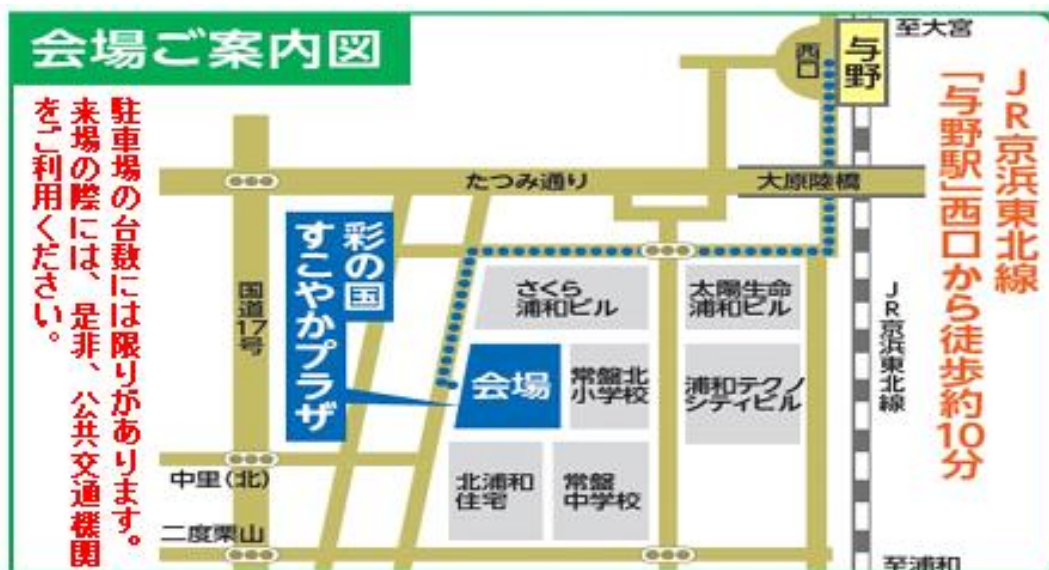 会場ご案内図
駐車場の台数には限りがあります。
来場の際には、是非、公共交通機関
をご利用ください。
至大宮
与野
西口
JR京浜東北線
「与野駅」西口から徒歩約10分
たつみ通り
大原陸橋
彩の国
すこやかプラザ
国道17号
さくら
浦和ビル
太陽生命
浦和ビル
JR京浜東北線
会場
常盤北
小学校
浦和テクノ
シティビル
中里(北)
北浦和
住宅
常盤
中学校
二度栗山
至浦和